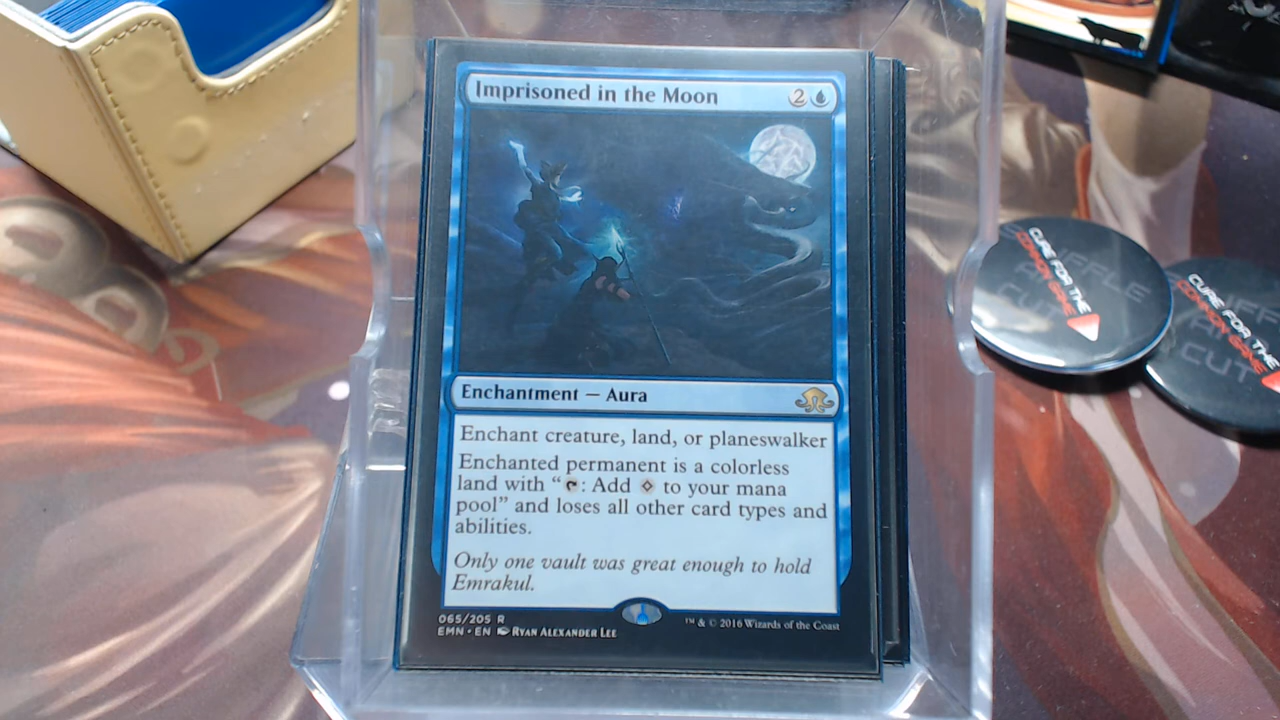 Imprisoned in the Moon
2
Enchantment — Aura
Enchant creature, land, or planeswalker
Enchanted permanent is a colorless
land with “ : Add to your mana
pool” and loses all other card types and
abilities.
Only one vault was great enough to hold
Emrakul.
065/205 R
EMN • EN RYAN ALEXANDER LEE
™ & © 2016 Wizards of the Coast
CURE FOR THE
COMMON GAME
CUT
CURE FOR THE
COMMON GAME
CUT